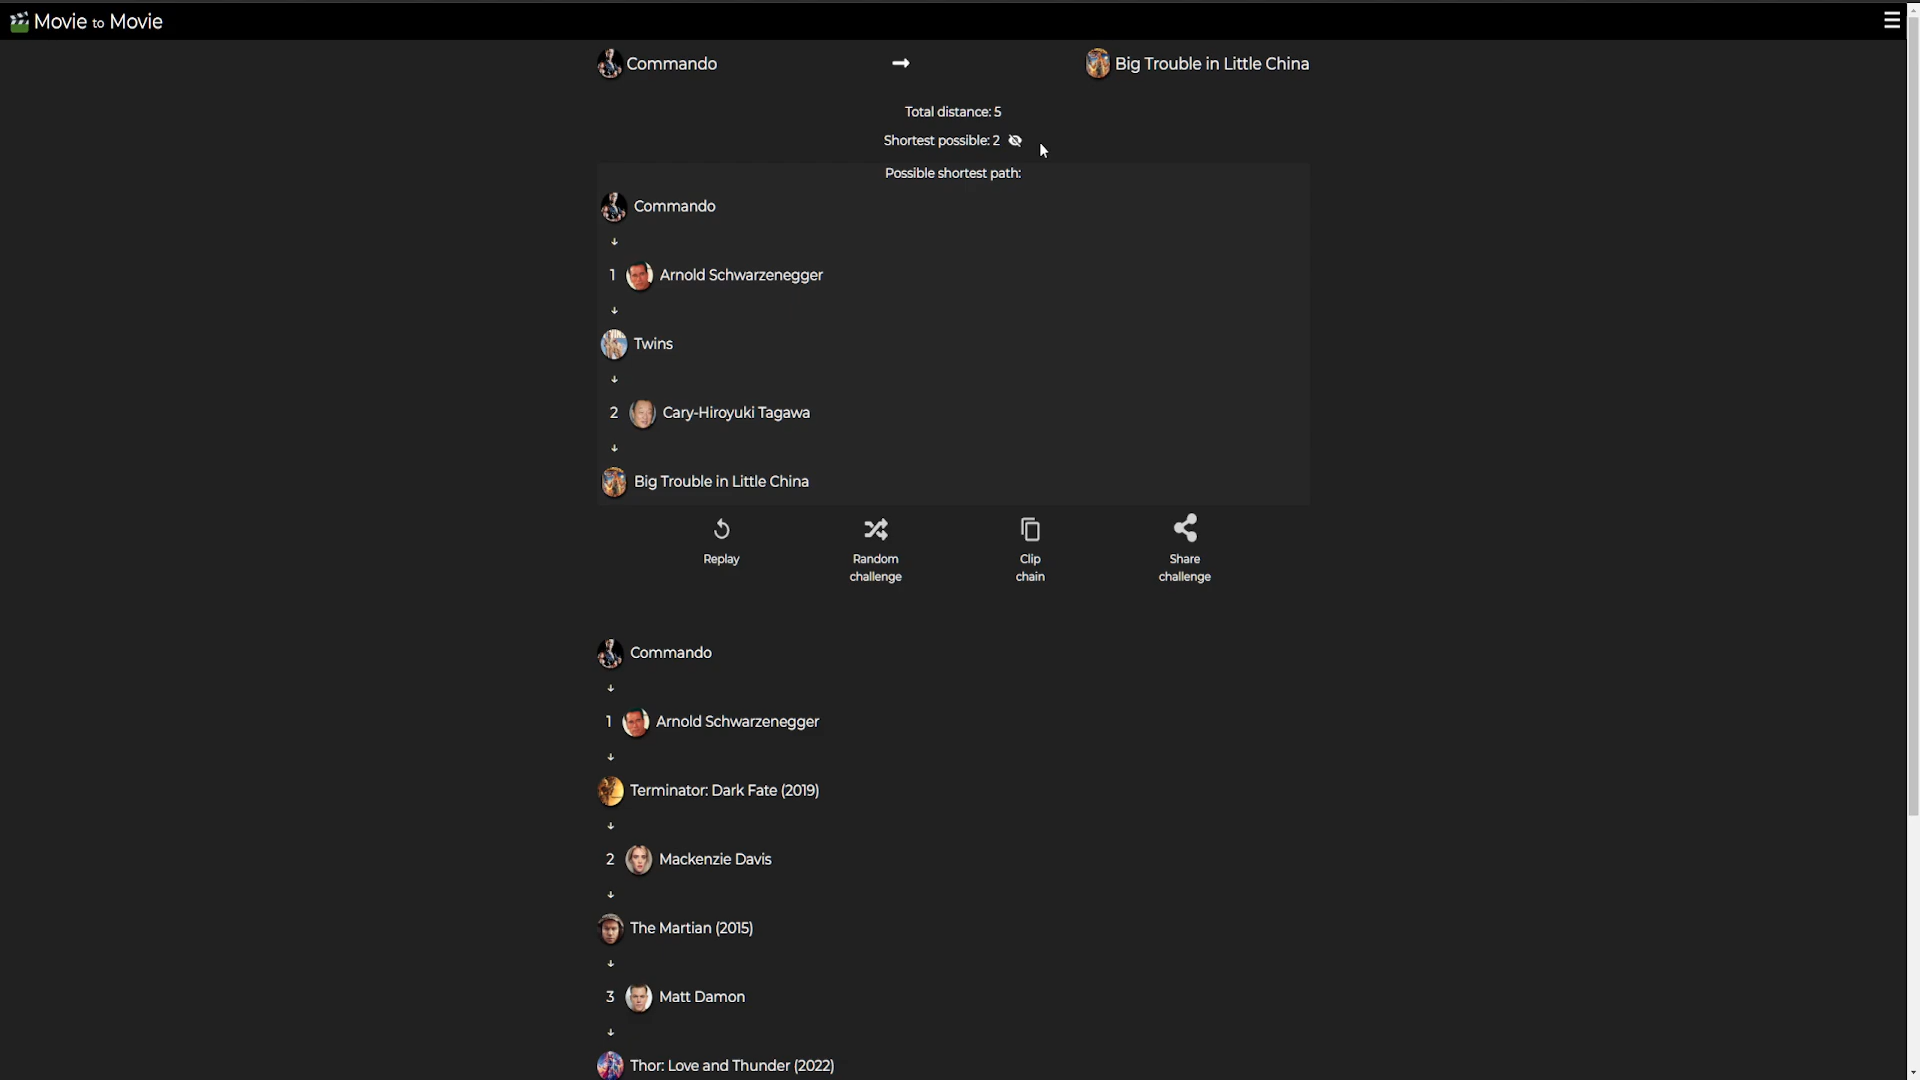 Movie to Movie
Commando
Big Trouble in Little China
Total distance: 5
Shortest possible: 2
Possible shortest path:
Commando
1 Arnold Schwarzenegger
Twins
2 Cary-Hiroyuki Tagawa
Big Trouble in Little China
Replay
Random
challenge
Clip
chain
Share
challenge
Commando
1 Arnold Schwarzenegger
Terminator: Dark Fate (2019)
2 Mackenzie Davis
The Martian (2015)
3 Matt Damon
Thor: Love and Thunder (2022)